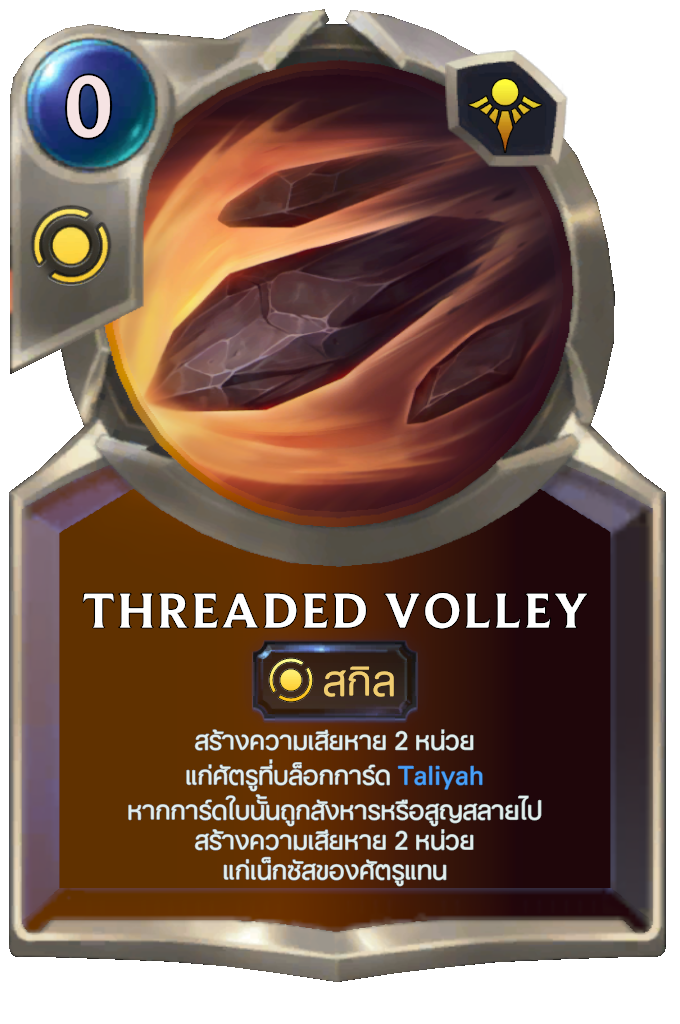 0
THREADED VOLLEY
สกิล
สร้างความเสียหาย 2 หน่วย
แก่ศัตรูที่บล็อกการ์ด Taliyah
หากการ์ดใบนั้นถูกสังหารหรือสูญสลายไป
สร้างความเสียหาย 2 หน่วย
แก่เน็กซัสของศัตรูแทน